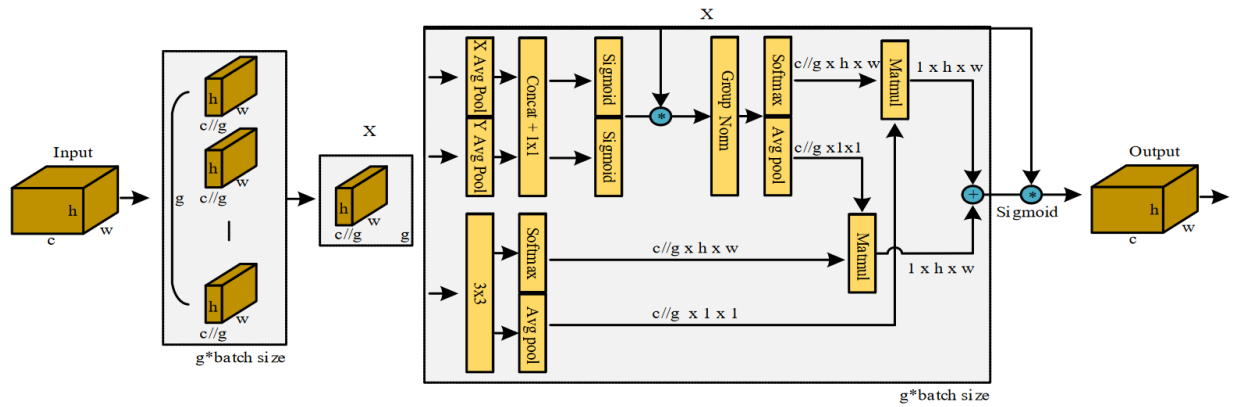 Input
h
c
w
g
h
w
c//g
h
w
c//g
h
w
c//g
g*batch size
X
h
w
c//g
g
X
X Avg Pool
Y Avg Pool
Concat + 1x1
Sigmoid
Sigmoid
*
Group Norm
Softmax
Avg pool
c//g x h x w
c//g x1x1
Matmul
1 x h x w
3x3
Softmax
Avg pool
c//g x h x w
c//g x 1 x 1
Matmul
1 x h x w
+
Sigmoid
*
g*batch size
Output
h
c
w